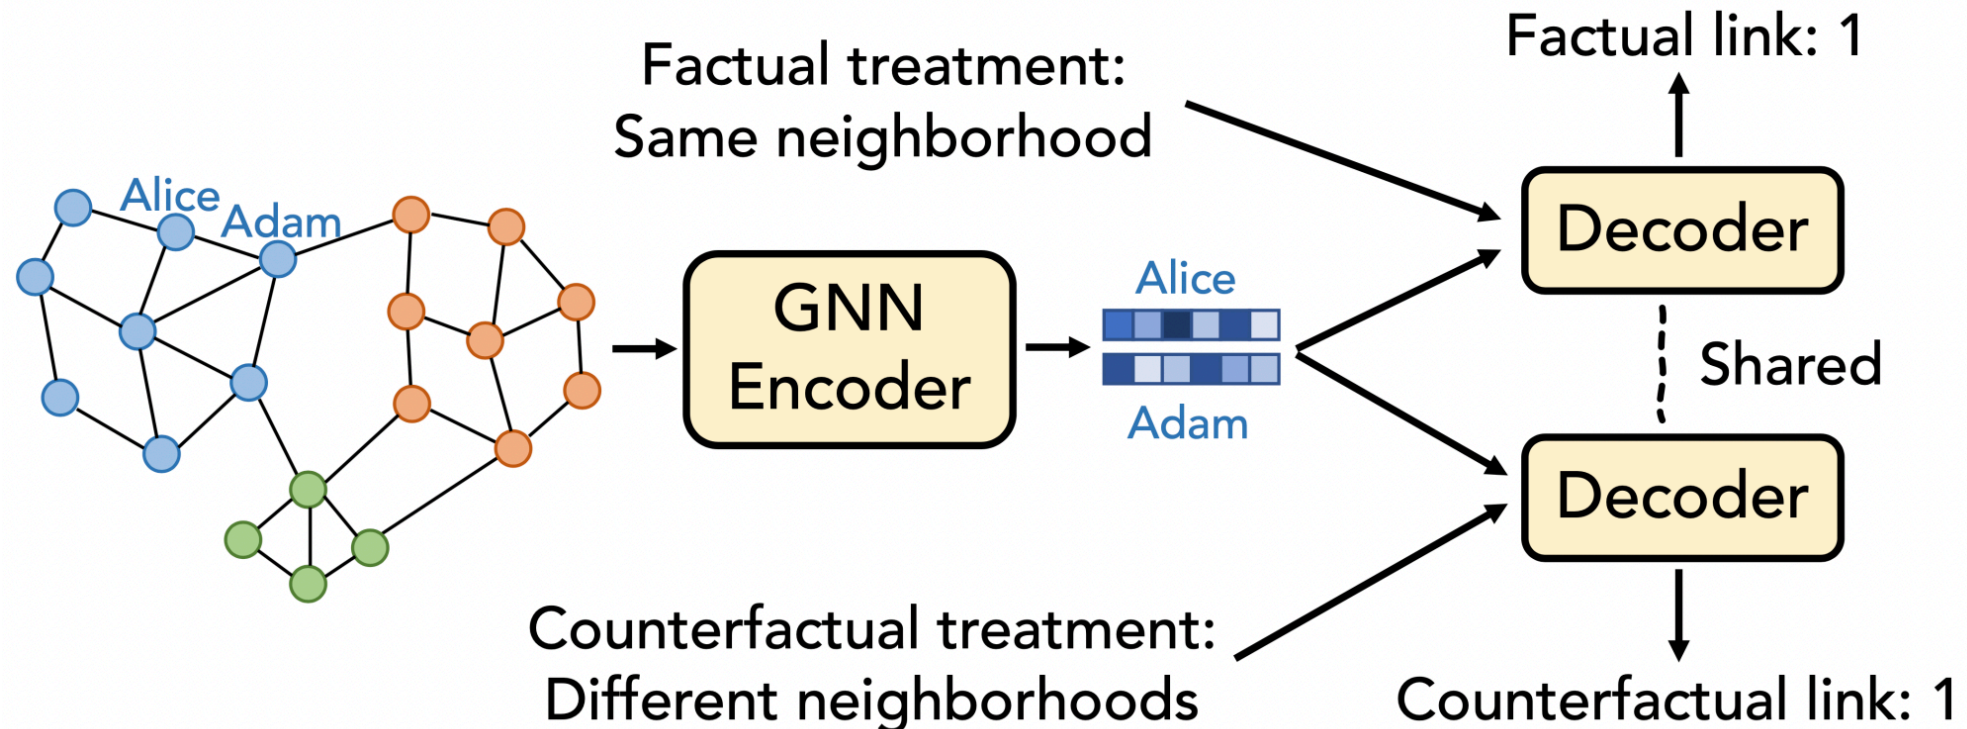 Factual link: 1
Factual treatment:
Same neighborhood
Alice
Adam
Decoder
GNN
Encoder
Alice
Adam
Shared
Decoder
Counterfactual treatment:
Different neighborhoods
Counterfactual link: 1